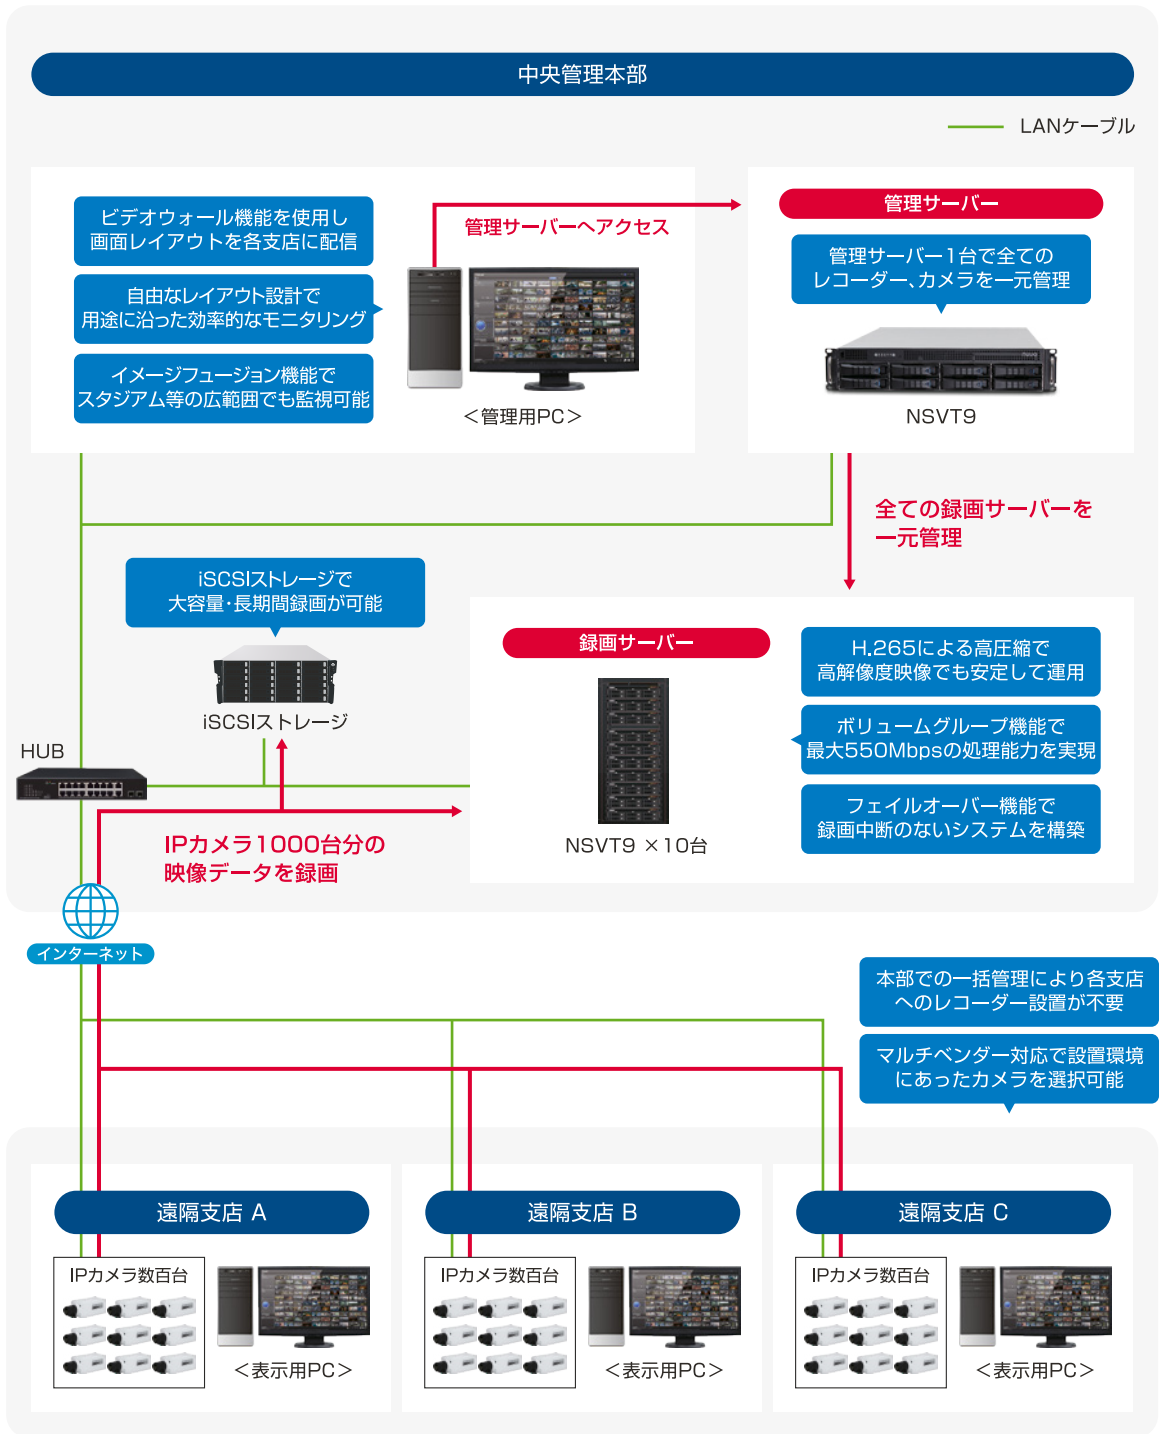 中央管理本部
LANケーブル
ビデオウォール機能を使用し
画面レイアウトを各支店に配信
自由なレイアウト設計で
用途に沿った効率的なモニタリング
イメージフュージョン機能で
スタジアム等の広範囲でも監視可能
管理サーバーへアクセス
＜管理用PC＞
管理サーバー
管理サーバー1台で全ての
レコーダー、カメラを一元管理
NSVT9
全ての録画サーバーを
一元管理
iSCSIストレージで
大容量・長期間録画が可能
iSCSIストレージ
HUB
録画サーバー
NSVT9 ×10台
H.265による高圧縮で
高解像度映像でも安定して運用
ボリュームグループ機能で
最大550Mbpsの処理能力を実現
フェイルオーバー機能で
録画中断のないシステムを構築
IPカメラ1000台分の
映像データを録画
インターネット
本部での一括管理により各支店
へのレコーダー設置が不要
マルチベンダー対応で設置環境
にあったカメラを選択可能
遠隔支店 A
IPカメラ数百台
＜表示用PC＞
遠隔支店 B
IPカメラ数百台
＜表示用PC＞
遠隔支店 C
IPカメラ数百台
＜表示用PC＞